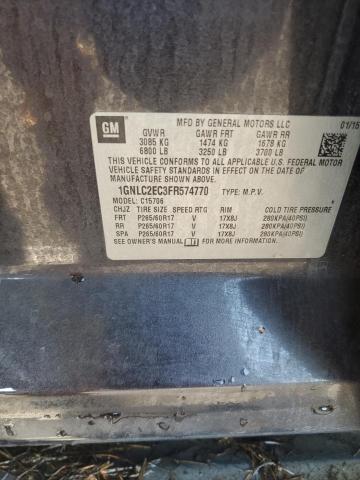 GM
MFD BY GENERAL MOTORS LLC
01/15
GVWR GAWR FRT GAWR RR
3085 KG 1474 KG 1678 KG
6800 LB 3250 LB 3700 LB
THIS VEHICLE CONFORMS TO ALL APPLICABLE U.S. FEDERAL MOTOR
VEHICLE SAFETY, AND THEFT PREVENTION STANDARDS IN
EFFECT ON THE DATE OF MANUFACTURE SHOWN ABOVE.
1GNLC2EC3FR574770 TYPE: M.P.V.
MODEL: C15706
CHJZ TIRE SIZE SPEED RTG RIM COLD TIRE PRESSURE
FRT P265/60R17 V 17X8J 280KPA(40PSI)
RR P265/60R17 V 17X8J 280KPA(40PSI)
SPA P265/60R17 V 17X8J 280KPA(40PSI)
SEE OWNER'S MANUAL FOR ADDITIONAL INFORMATION.